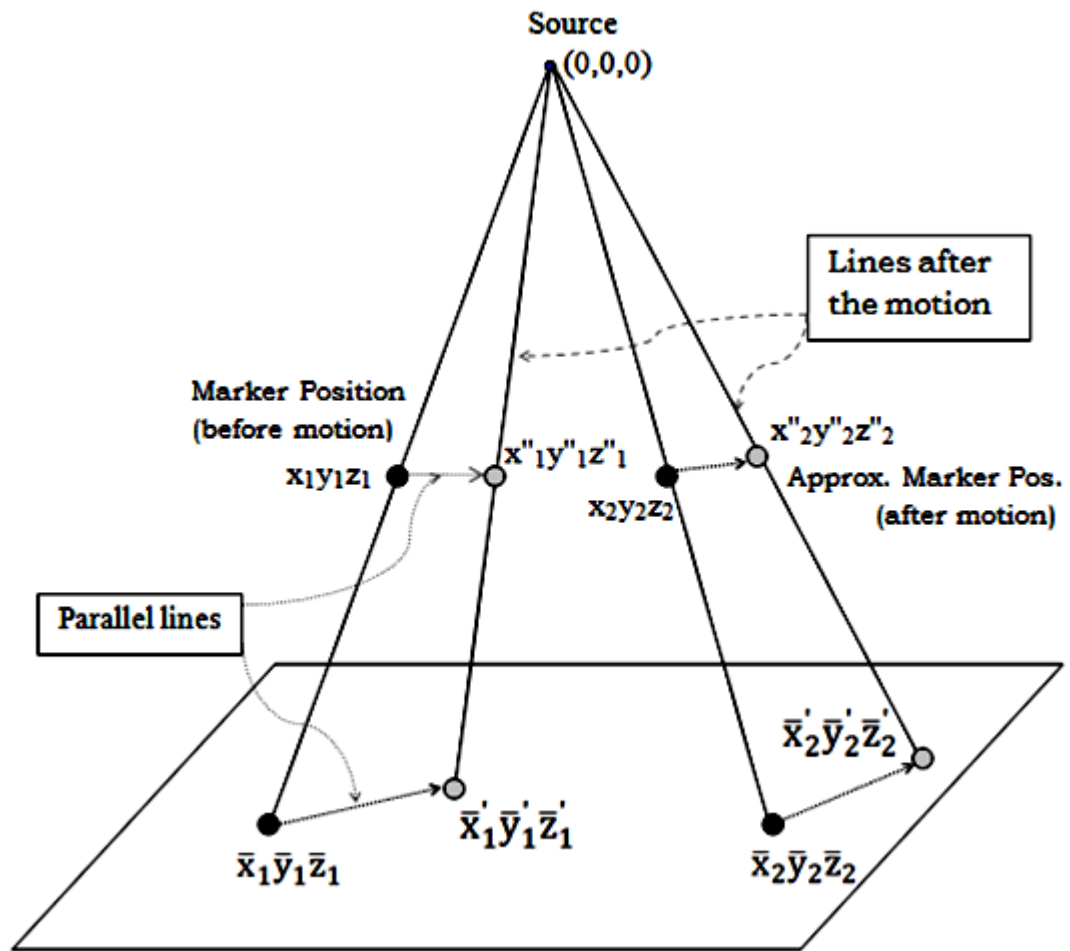 Source
(0,0,0)
Lines after
the motion
Marker Position
(before motion)
x₁y₁z₁
x"₁y"₁z"₁
x₂y₂z₂
x"₂y"₂z"₂
Approx. Marker Pos.
(after motion)
Parallel lines
x̄₁ȳ₁z̄₁
x̄'₁ȳ'₁z̄'₁
x̄'₂ȳ'₂z̄'₂
x̄₂ȳ₂z̄₂